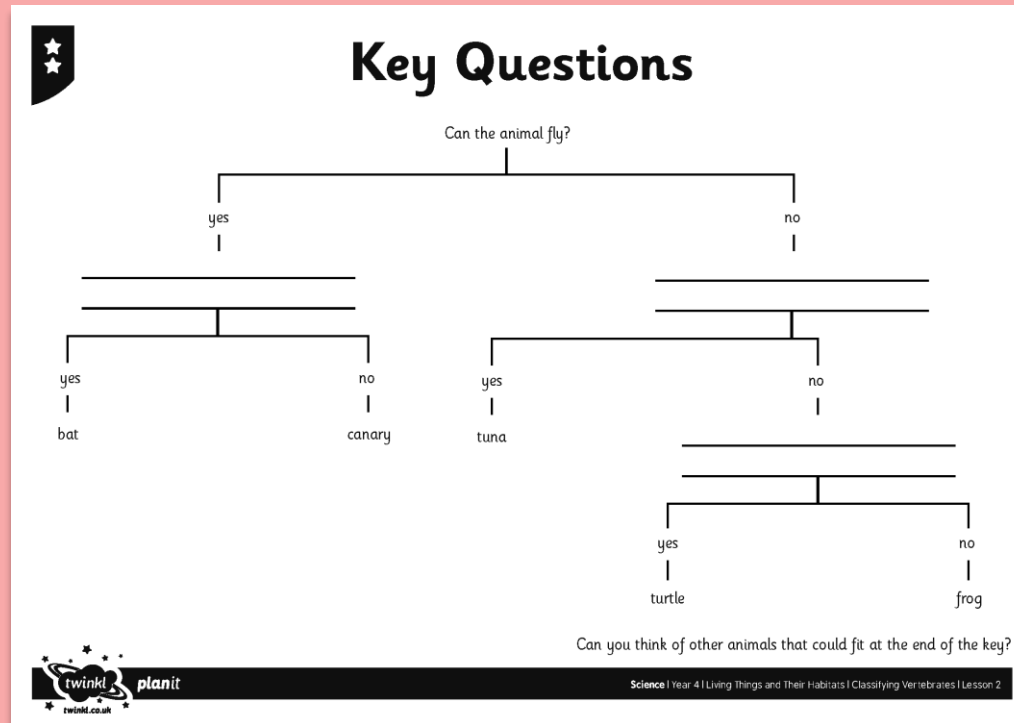 Key Questions
Can the animal fly?
yes
no
yes
no
yes
no
bat
canary
tuna
yes
no
turtle
frog
Can you think of other animals that could fit at the end of the key?
twinkl planit
twinkl.co.uk
Science | Year 4 | Living Things and Their Habitats | Classifying Vertebrates | Lesson 2